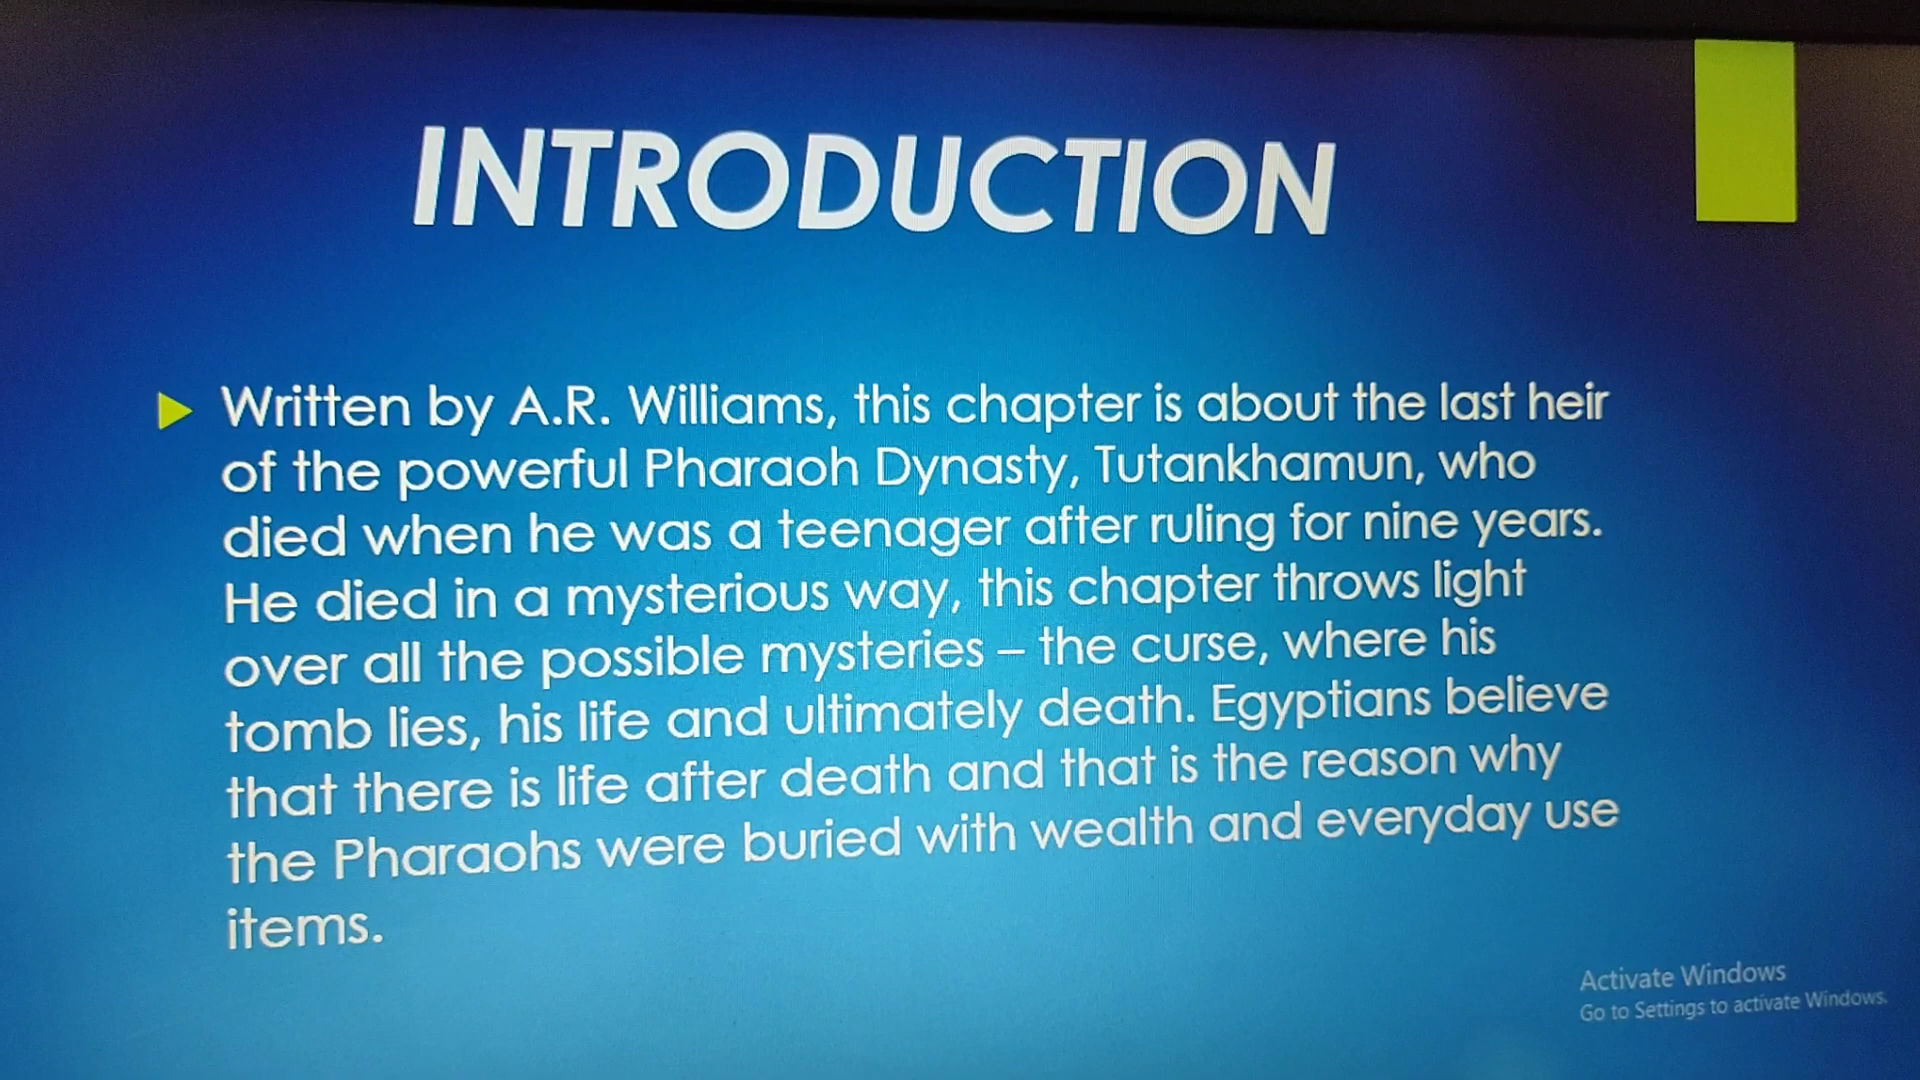 INTRODUCTION
Written by A.R. Williams, this chapter is about the last heir
of the powerful Pharaoh Dynasty, Tutankhamun, who
died when he was a teenager after ruling for nine years.
He died in a mysterious way, this chapter throws light
over all the possible mysteries – the curse, where his
tomb lies, his life and ultimately death. Egyptians believe
that there is life after death and that is the reason why
the Pharaohs were buried with wealth and everyday use
items.
Activate Windows
Go to Settings to activate Windows.